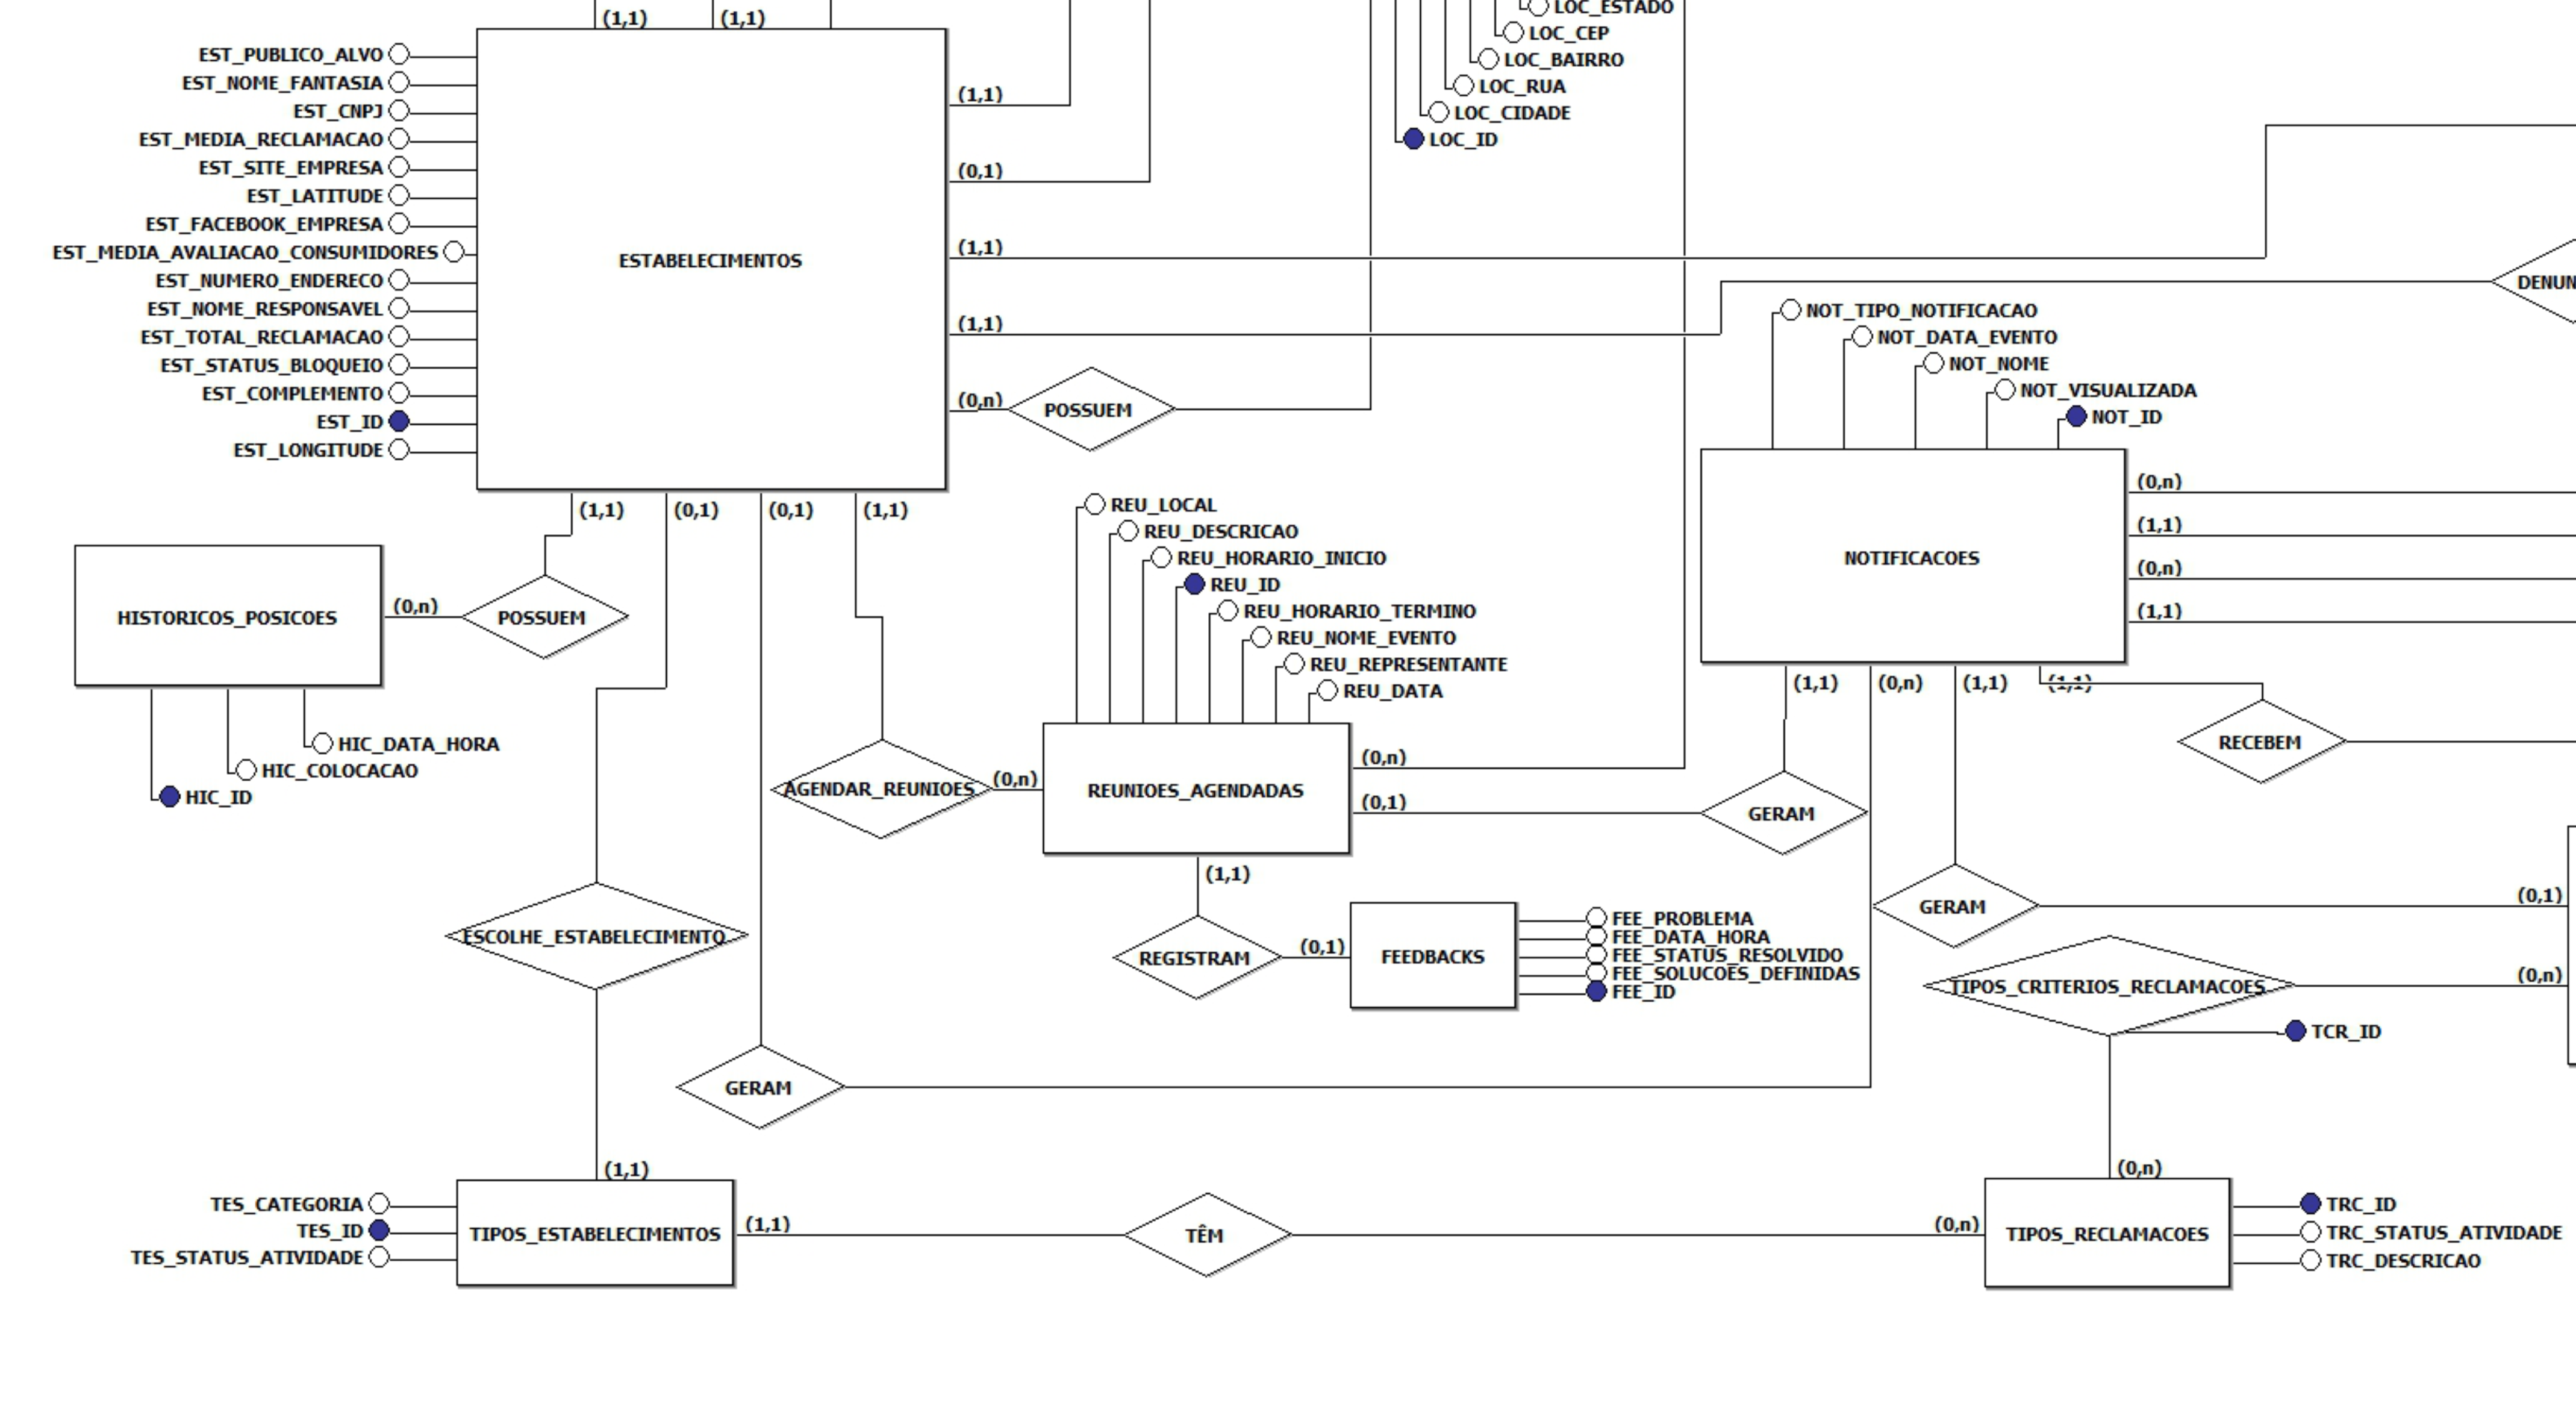 (1,1)
(1,1)
LOC_ESTADO
LOC_CEP
LOC_BAIRRO
LOC_RUA
LOC_CIDADE
LOC_ID
EST_PUBLICO_ALVO
EST_NOME_FANTASIA
EST_CNPJ
EST_MEDIA_RECLAMACAO
EST_SITE_EMPRESA
EST_LATITUDE
EST_FACEBOOK_EMPRESA
EST_MEDIA_AVALIACAO_CONSUMIDORES
EST_NUMERO_ENDERECO
EST_NOME_RESPONSAVEL
EST_TOTAL_RECLAMACAO
EST_STATUS_BLOQUEIO
EST_COMPLEMENTO
EST_ID
EST_LONGITUDE
ESTABELECIMENTOS
(1,1)
(0,1)
(1,1)
(1,1)
(0,n)
POSSUEM
DENUN
NOT_TIPO_NOTIFICACAO
NOT_DATA_EVENTO
NOT_NOME
NOT_VISUALIZADA
NOT_ID
NOTIFICACOES
(0,n)
(1,1)
(0,n)
(1,1)
(1,1)
(0,1)
(0,1)
(1,1)
HISTORICOS_POSICOES
(0,n)
POSSUEM
HIC_DATA_HORA
HIC_COLOCACAO
HIC_ID
REU_LOCAL
REU_DESCRICAO
REU_HORARIO_INICIO
REU_ID
REU_HORARIO_TERMINO
REU_NOME_EVENTO
REU_REPRESENTANTE
REU_DATA
(1,1)
(0,n)
(1,1)
(1,1)
RECEBEM
AGENDAR_REUNIOES
(0,n)
REUNIOES_AGENDADAS
(0,n)
(0,1)
GERAM
(1,1)
REGISTRAM
(0,1)
FEEDBACKS
FEE_PROBLEMA
FEE_DATA_HORA
FEE_STATUS_RESOLVIDO
FEE_SOLUCOES_DEFINIDAS
FEE_ID
GERAM
(0,1)
TIPOS_CRITERIOS_RECLAMACOES
(0,n)
TCR_ID
ESCOLHE_ESTABELECIMENTO
GERAM
(1,1)
(0,n)
TES_CATEGORIA
TES_ID
TES_STATUS_ATIVIDADE
TIPOS_ESTABELECIMENTOS
(1,1)
TÊM
(0,n)
TIPOS_RECLAMACOES
TRC_ID
TRC_STATUS_ATIVIDADE
TRC_DESCRICAO